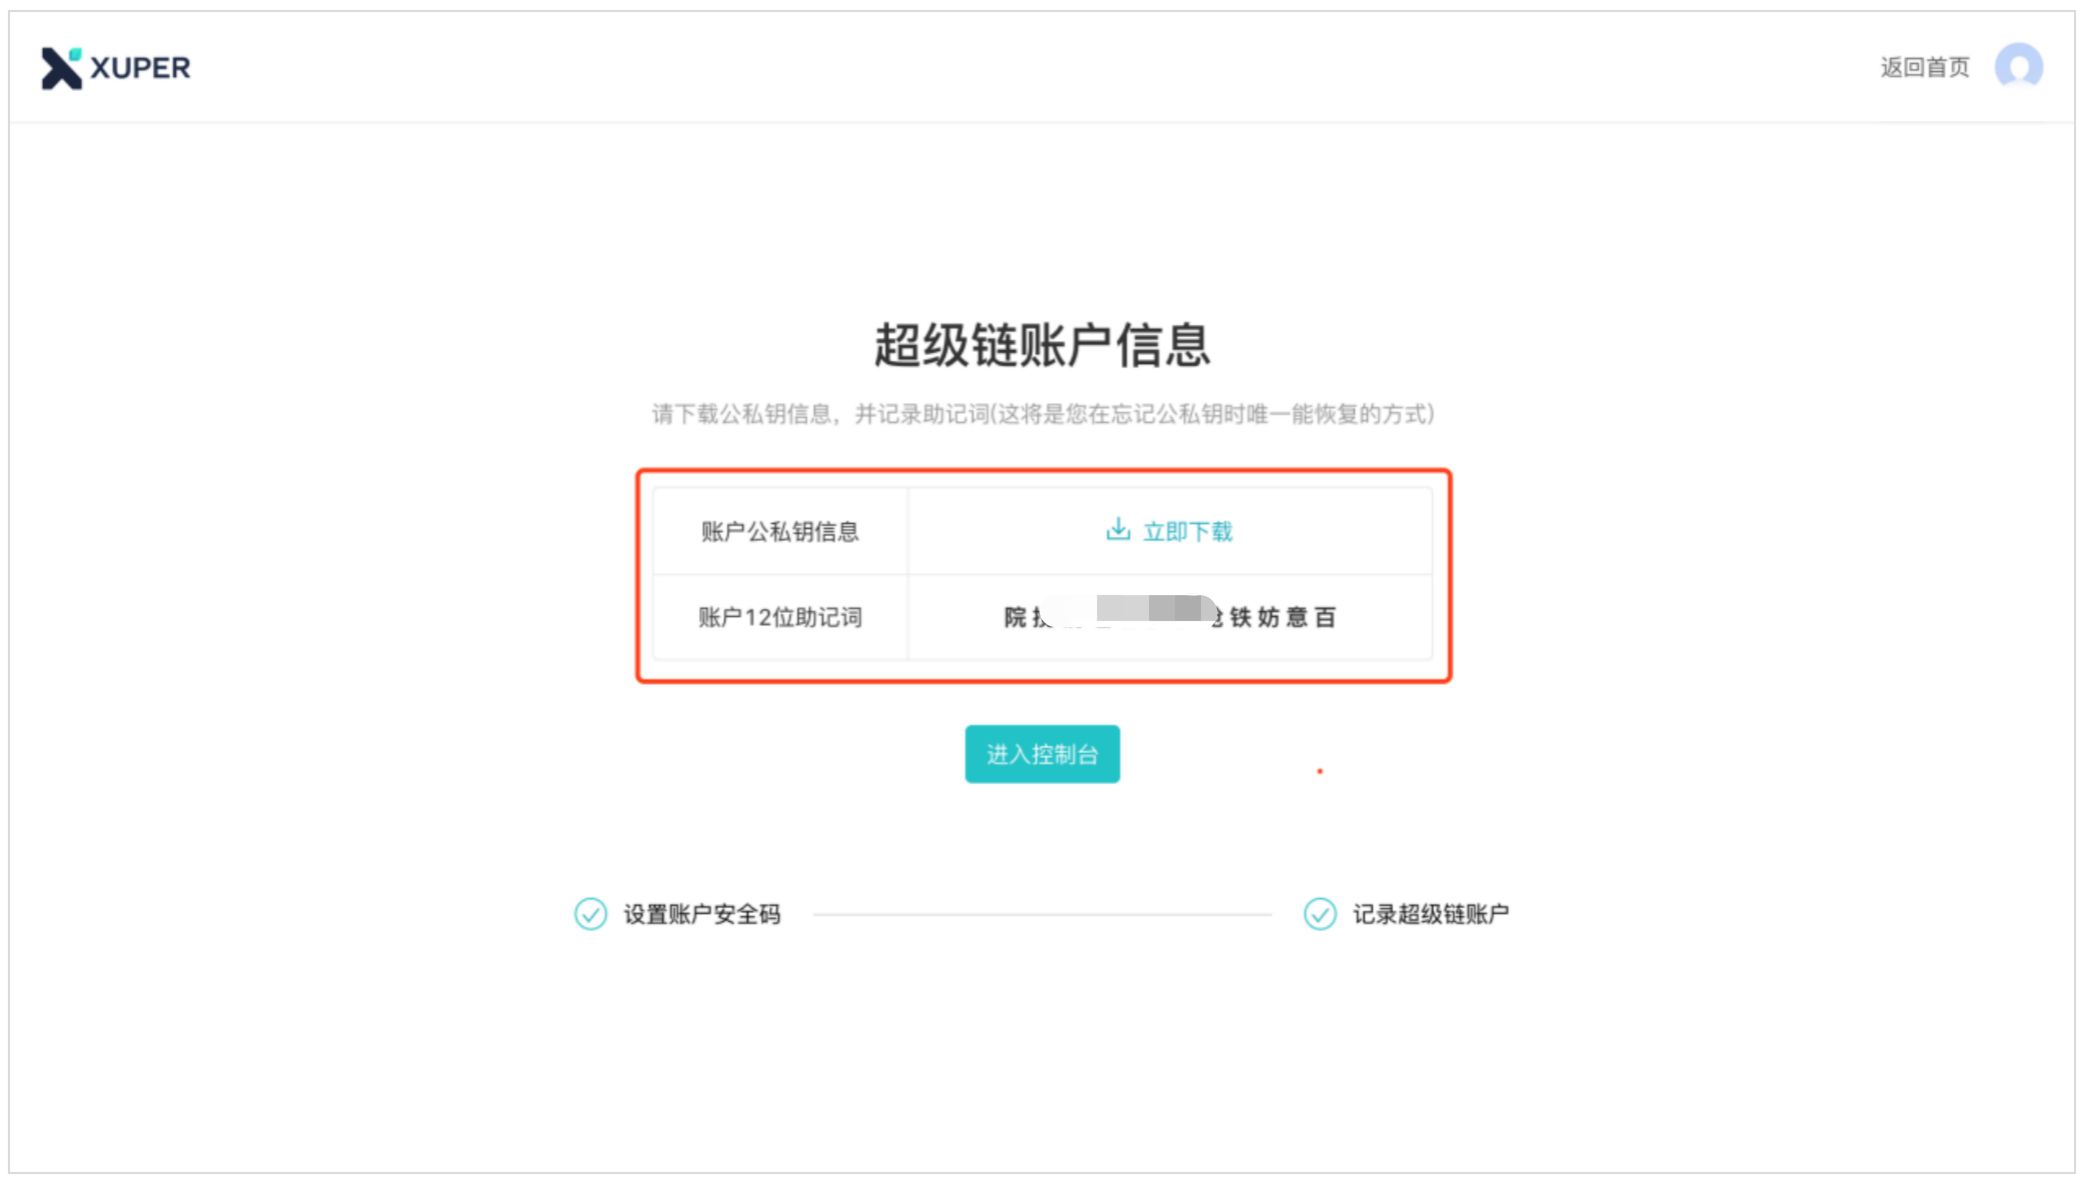 XUPER
返回首页
超级链账户信息
请下载公私钥信息，并记录助记词(这将是您在忘记公私钥时唯一能恢复的方式)
账户公私钥信息
立即下载
账户12位助记词
院 铁 妨 意 百
进入控制台
设置账户安全码
记录超级链账户